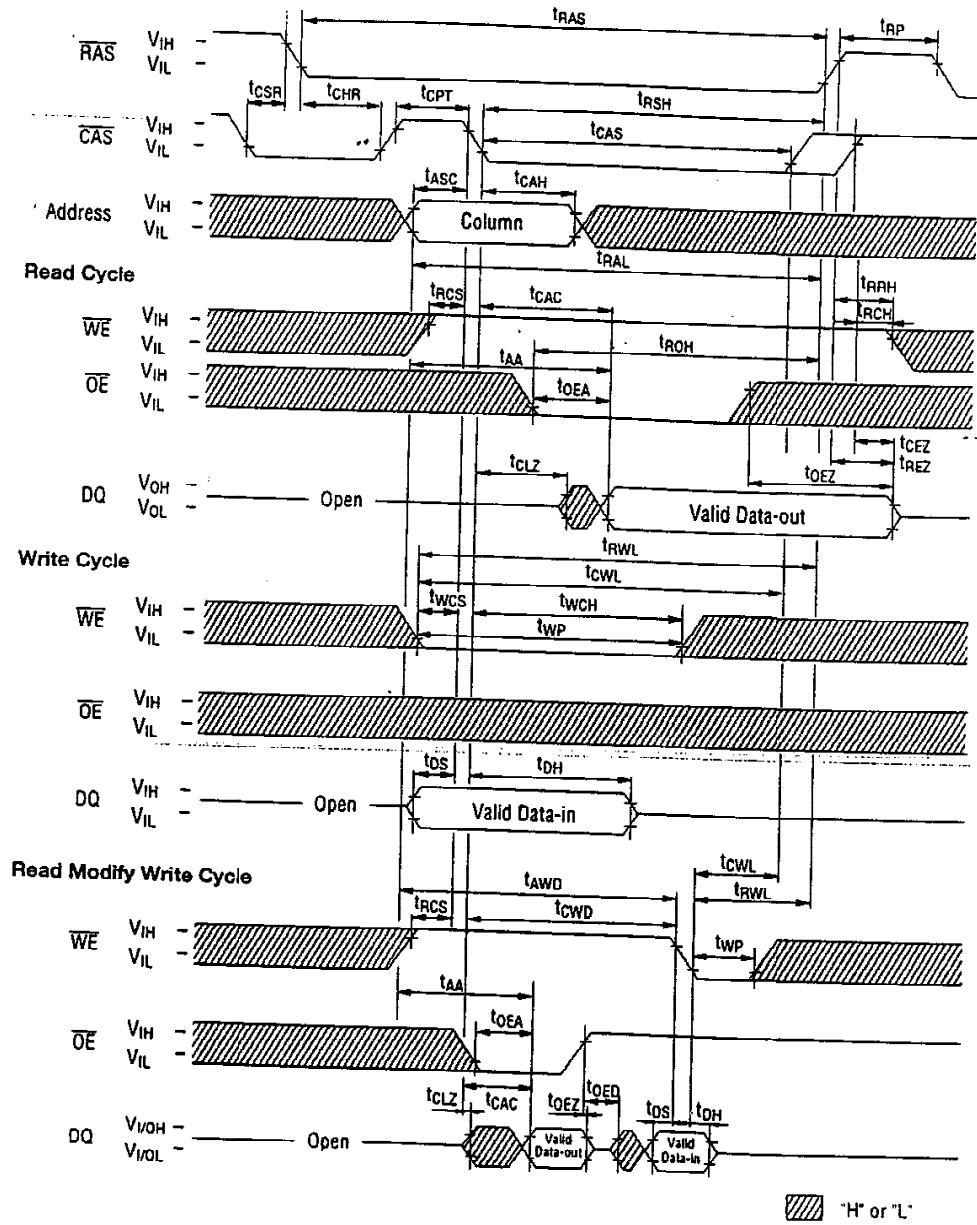 tRAS
tRP
RAS VIH
VIL
tCSR tCHR tCPT tRSH
CAS VIH
VIL
tCAS
tASC tCAH
Address VIH
VIL
Column
tRAL
Read Cycle
tRRH
tRCS tCAC
tRCH
WE VIH
VIL
tROH
tAA
OE VIH
VIL
tOEA
tCEZ
tREZ
tOEZ
tCLZ
DQ VOH
VOL
Open
Valid Data-out
tRWL
Write Cycle
tCWL
tWCS tWCH
WE VIH
VIL
tWP
OE VIH
VIL
tDS tDH
DQ VIH
VIL
Open
Valid Data-in
tCWL
Read Modify Write Cycle
tAWD
tRWL
tRCS tCWD
WE VIH
VIL
tWP
tAA
tOEA
OE VIH
VIL
tCLZ tCAC tOEZ tOED tDS tDH
DQ VI/OH
VI/OL
Open
Valid
Data-out
Valid
Data-in
"H" or "L"